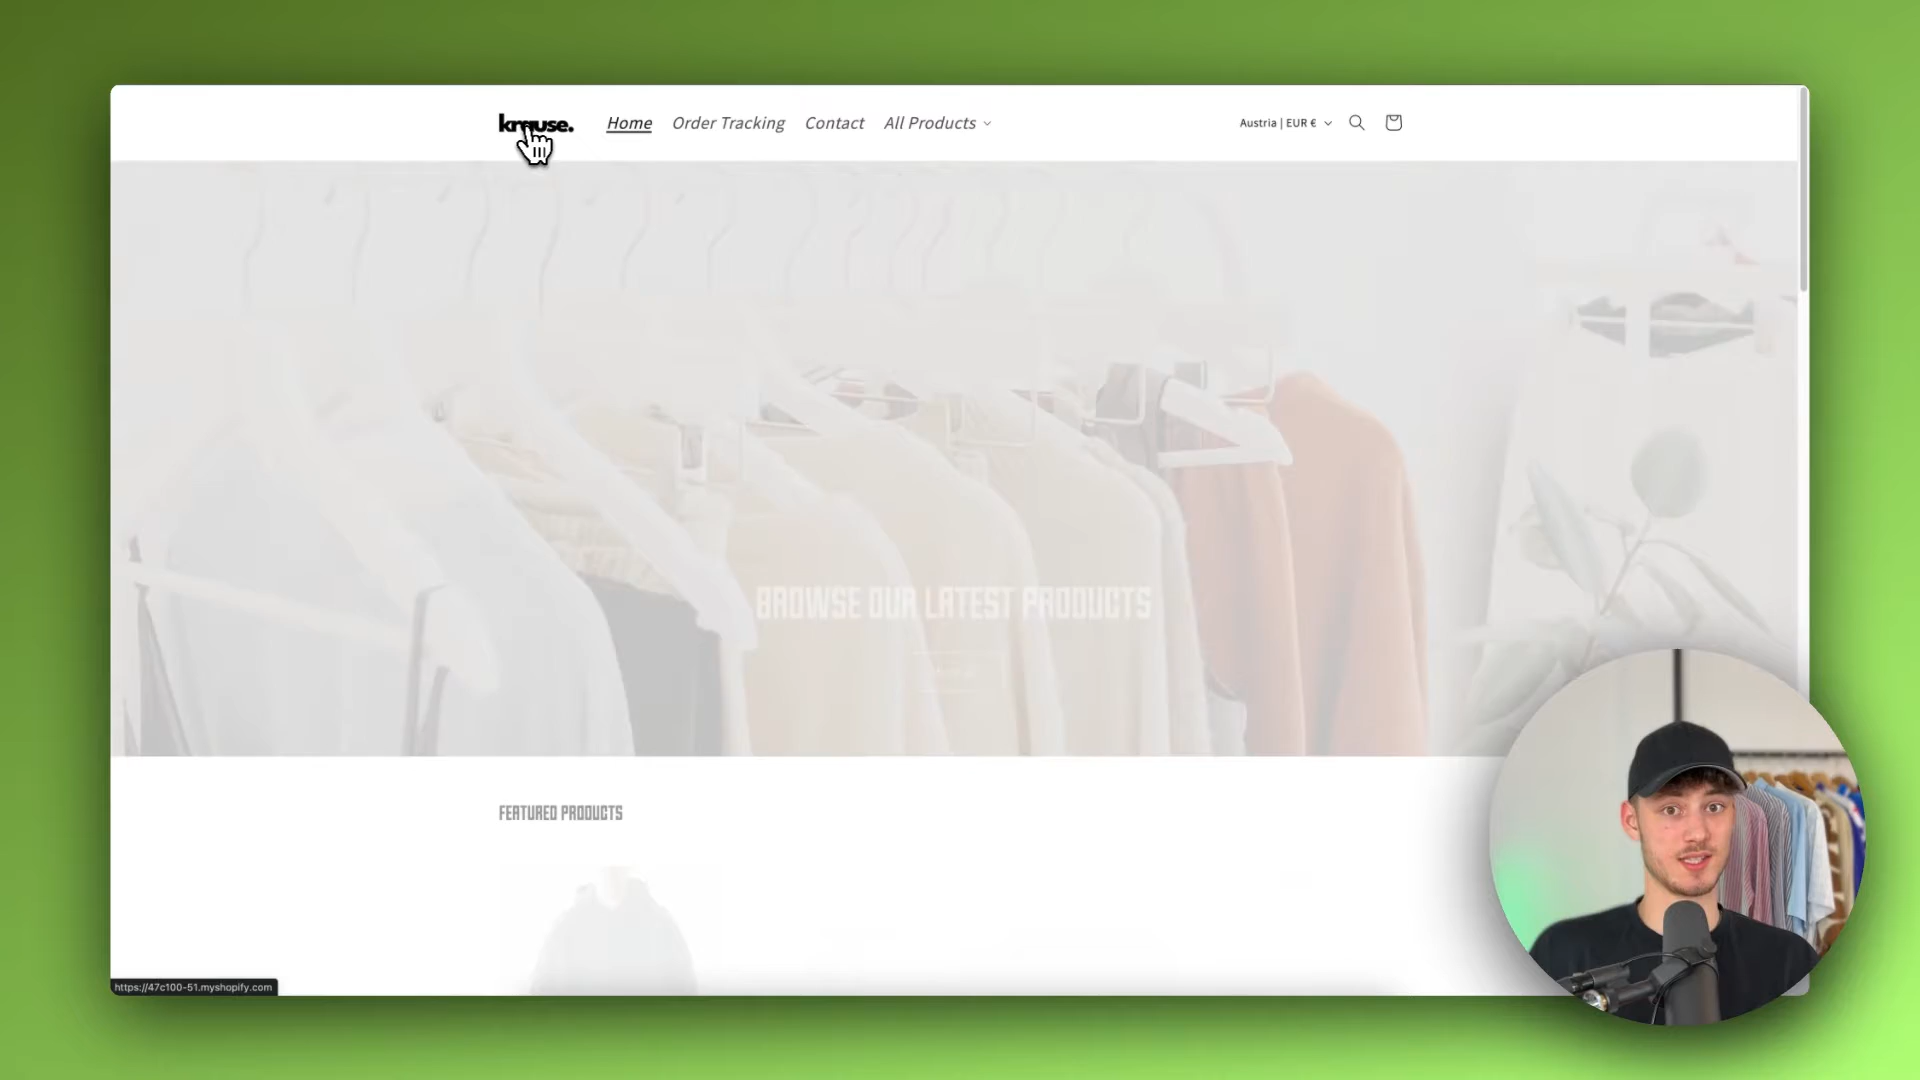 krause. Home Order Tracking Contact All Products Austria | EUR €
BROWSE OUR LATEST PRODUCTS
FEATURED PRODUCTS
https://47c100-51.myshopify.com